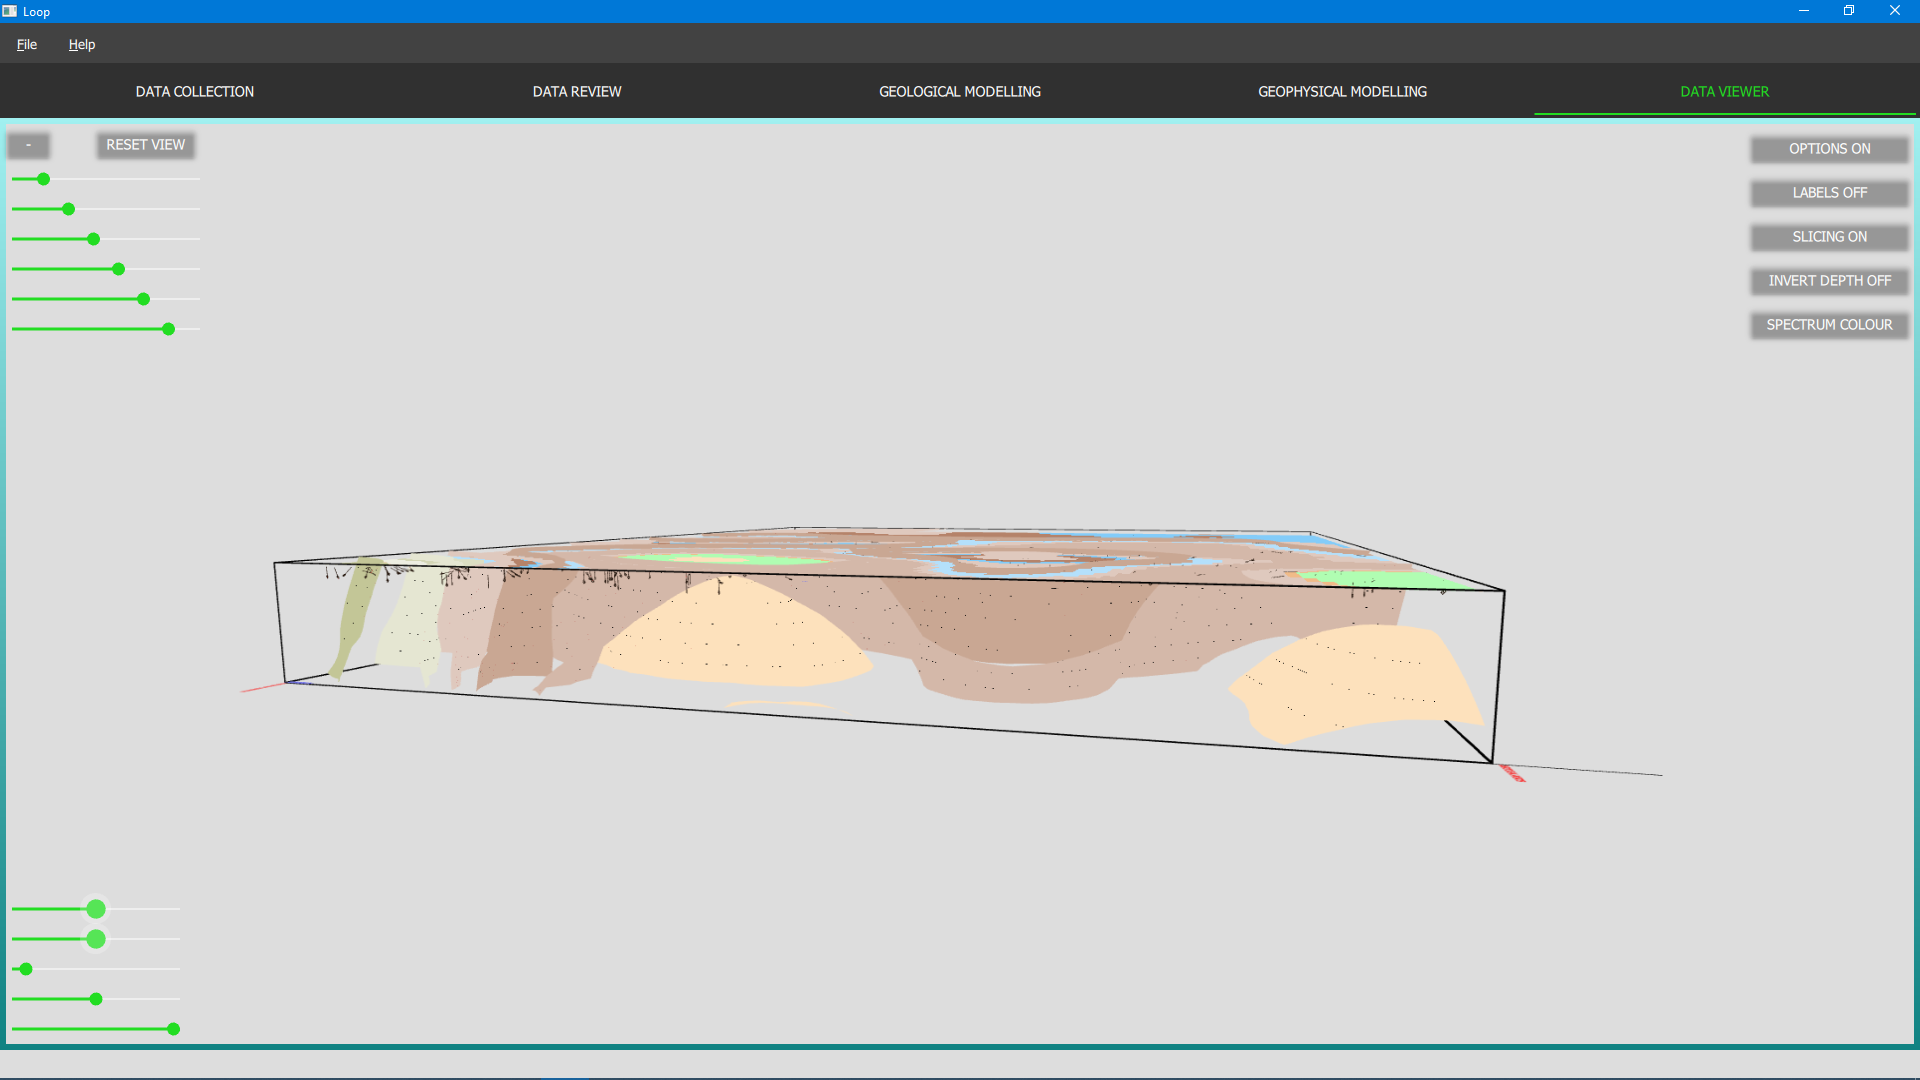 Loop
File Help
DATA COLLECTION DATA REVIEW GEOLOGICAL MODELLING GEOPHYSICAL MODELLING DATA VIEWER
- RESET VIEW
OPTIONS ON
LABELS OFF
SLICING ON
INVERT DEPTH OFF
SPECTRUM COLOUR